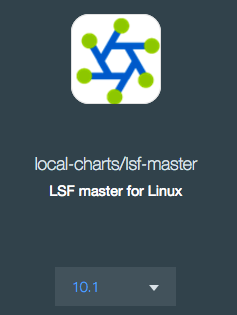 local-charts/lsf-master
LSF master for Linux
10.1